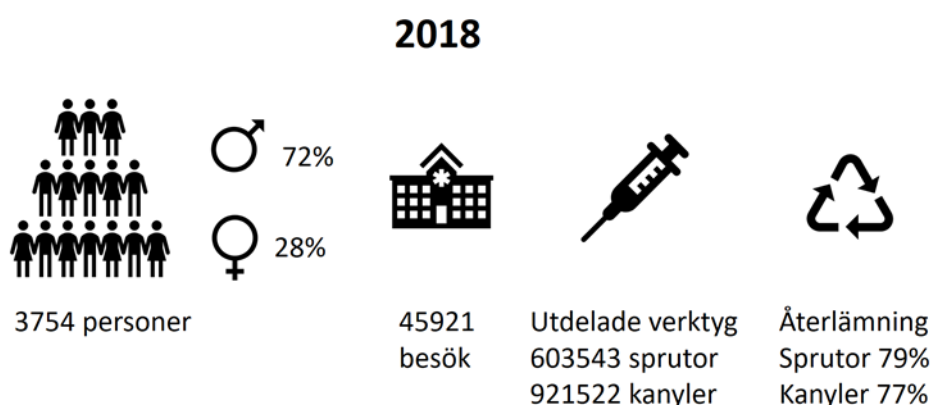 2018
72%
28%
3754 personer
45921
besök
Utdelade verktyg
603543 sprutor
921522 kanyler
Återlämning
Sprutor 79%
Kanyler 77%